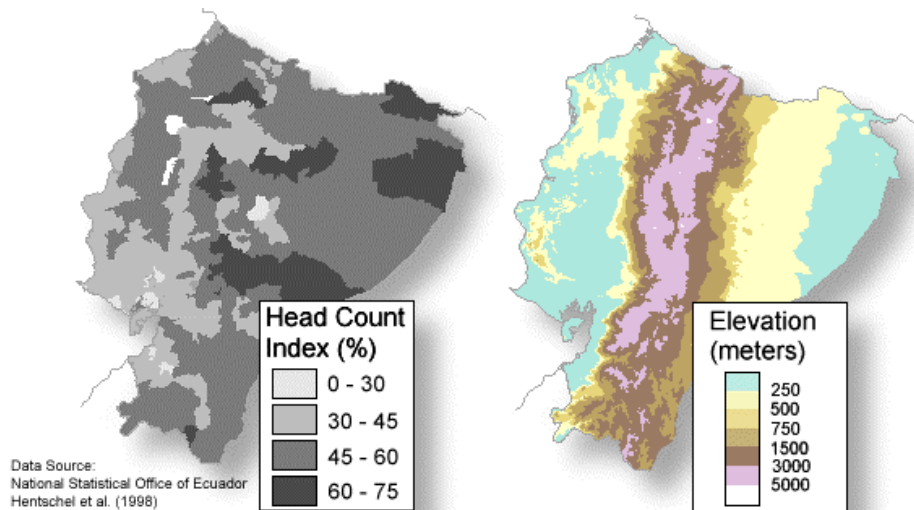 Head Count
Index (%)
0 - 30
30 - 45
45 - 60
60 - 75
Data Source:
National Statistical Office of Ecuador
Hentschel et al. (1998)
Elevation
(meters)
250
500
750
1500
3000
5000